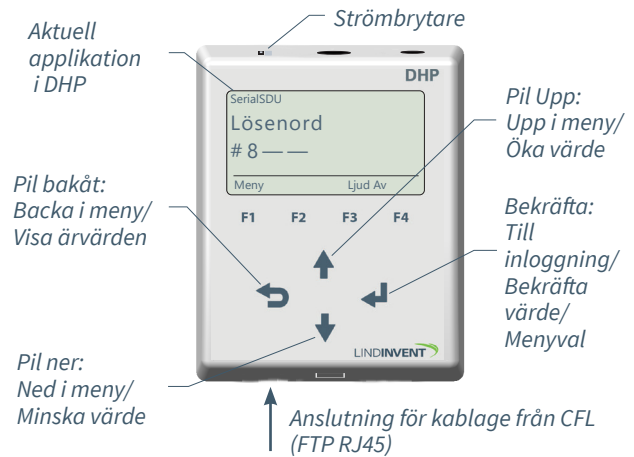 Strömbrytare
Aktuell
applikation
i DHP
DHP
SerialSDU
Lösenord
# 8 — —
Meny Ljud Av
F1 F2 F3 F4
Pil Upp:
Upp i meny/
Öka värde
Pil bakåt:
Backa i meny/
Visa ärvärden
Bekräfta:
Till
inloggning/
Bekräfta
värde/
Menyval
LINDINVENT
Pil ner:
Ned i meny/
Minska värde
Anslutning för kablage från CFL
(FTP RJ45)